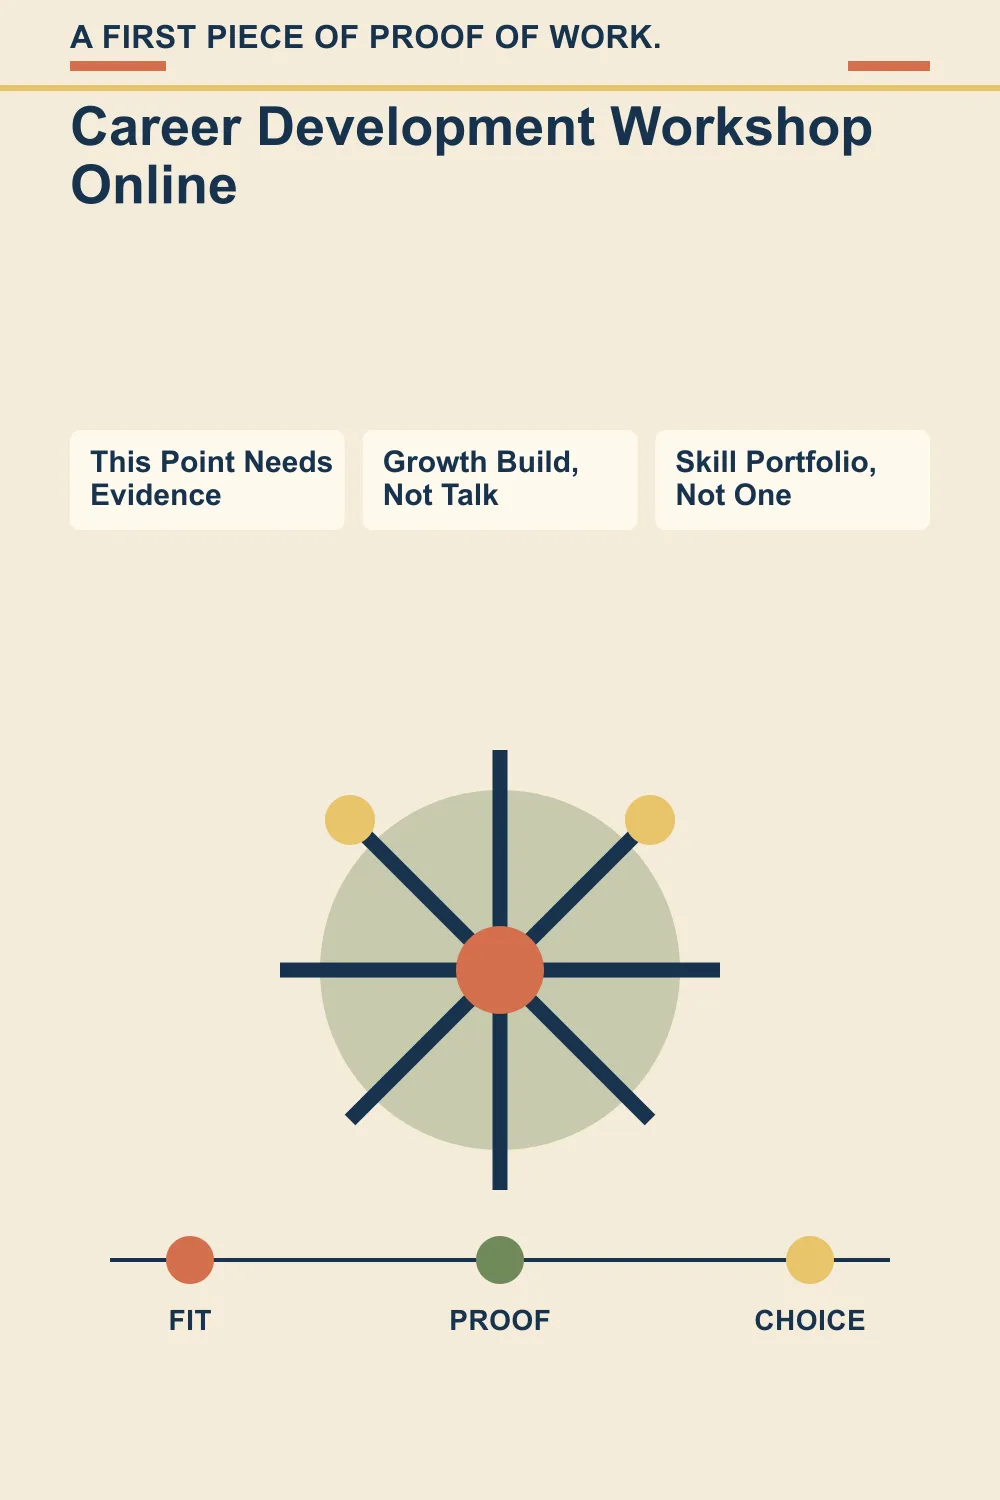 A FIRST PIECE OF PROOF OF WORK.
Career Development Workshop
Online
This Point Needs
Evidence
Growth Build,
Not Talk
Skill Portfolio,
Not One
FIT
PROOF
CHOICE